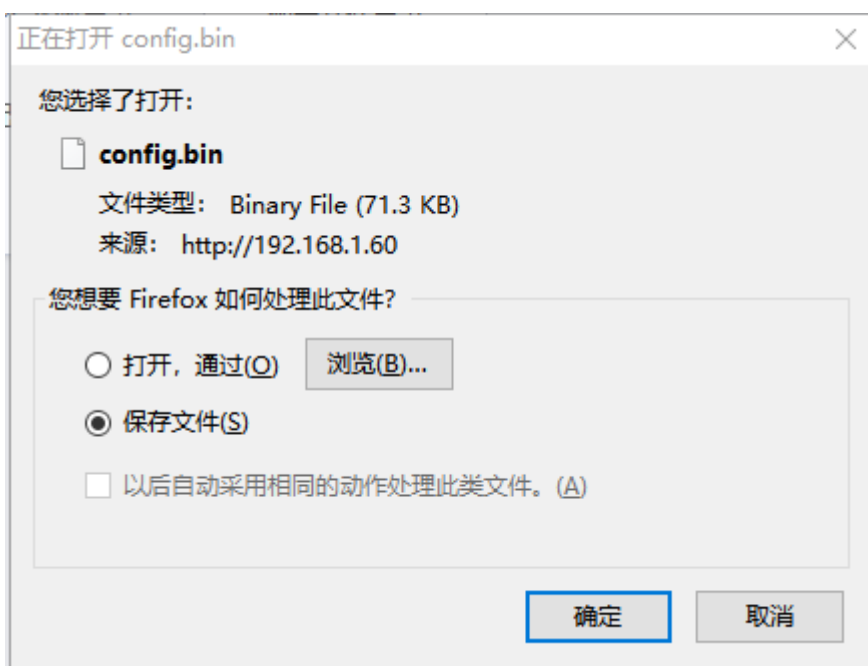 正在打开 config.bin
您选择了打开:
config.bin
文件类型: Binary File (71.3 KB)
来源: http://192.168.1.60
您想要 Firefox 如何处理此文件?
打开，通过(O) 浏览(B)...
保存文件(S)
以后自动采用相同的动作处理此类文件。(A)
确定 取消